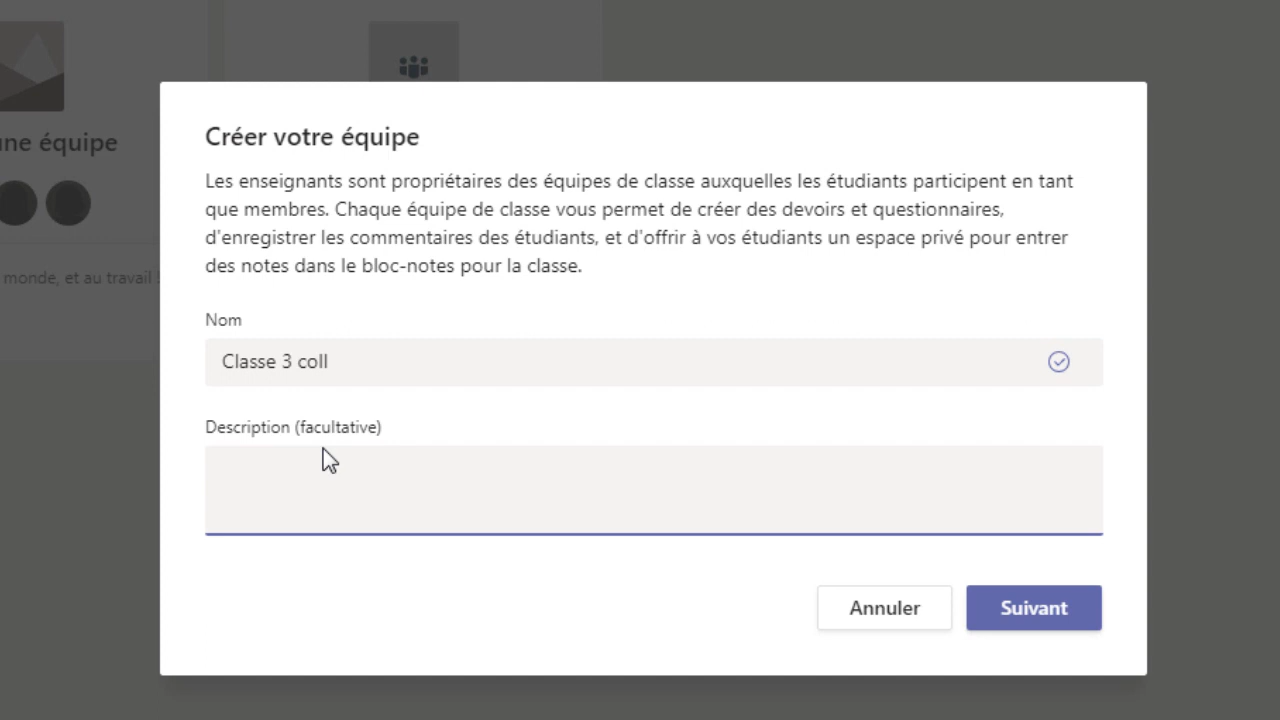 une équipe
monde, et au travail
Créer votre équipe
Les enseignants sont propriétaires des équipes de classe auxquelles les étudiants participent en tant
que membres. Chaque équipe de classe vous permet de créer des devoirs et questionnaires,
d'enregistrer les commentaires des étudiants, et d'offrir à vos étudiants un espace privé pour entrer
des notes dans le bloc-notes pour la classe.
Nom
Classe 3 coll
Description (facultative)
Annuler
Suivant